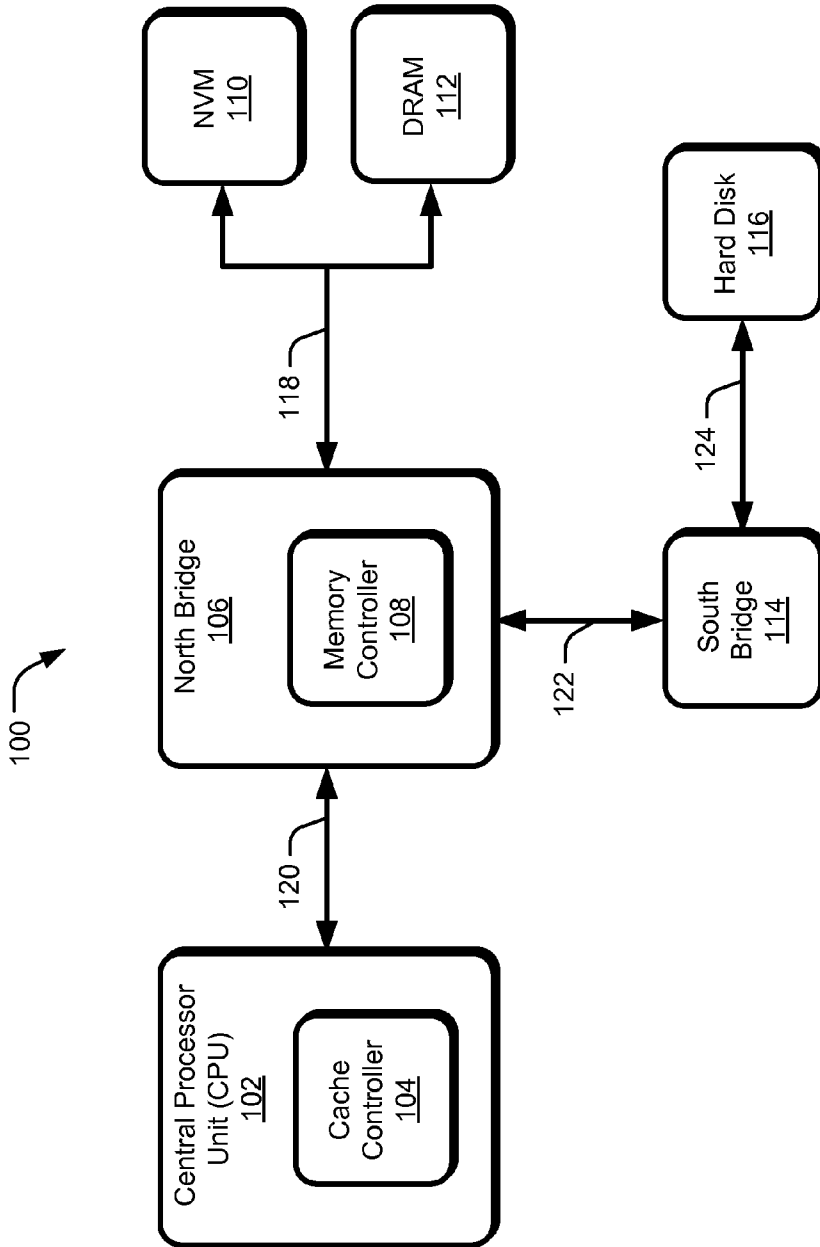 100
Central Processor
Unit (CPU)
102
Cache
Controller
104
120
North Bridge
106
Memory
Controller
108
118
NVM
110
DRAM
112
122
South
Bridge
114
124
Hard Disk
116